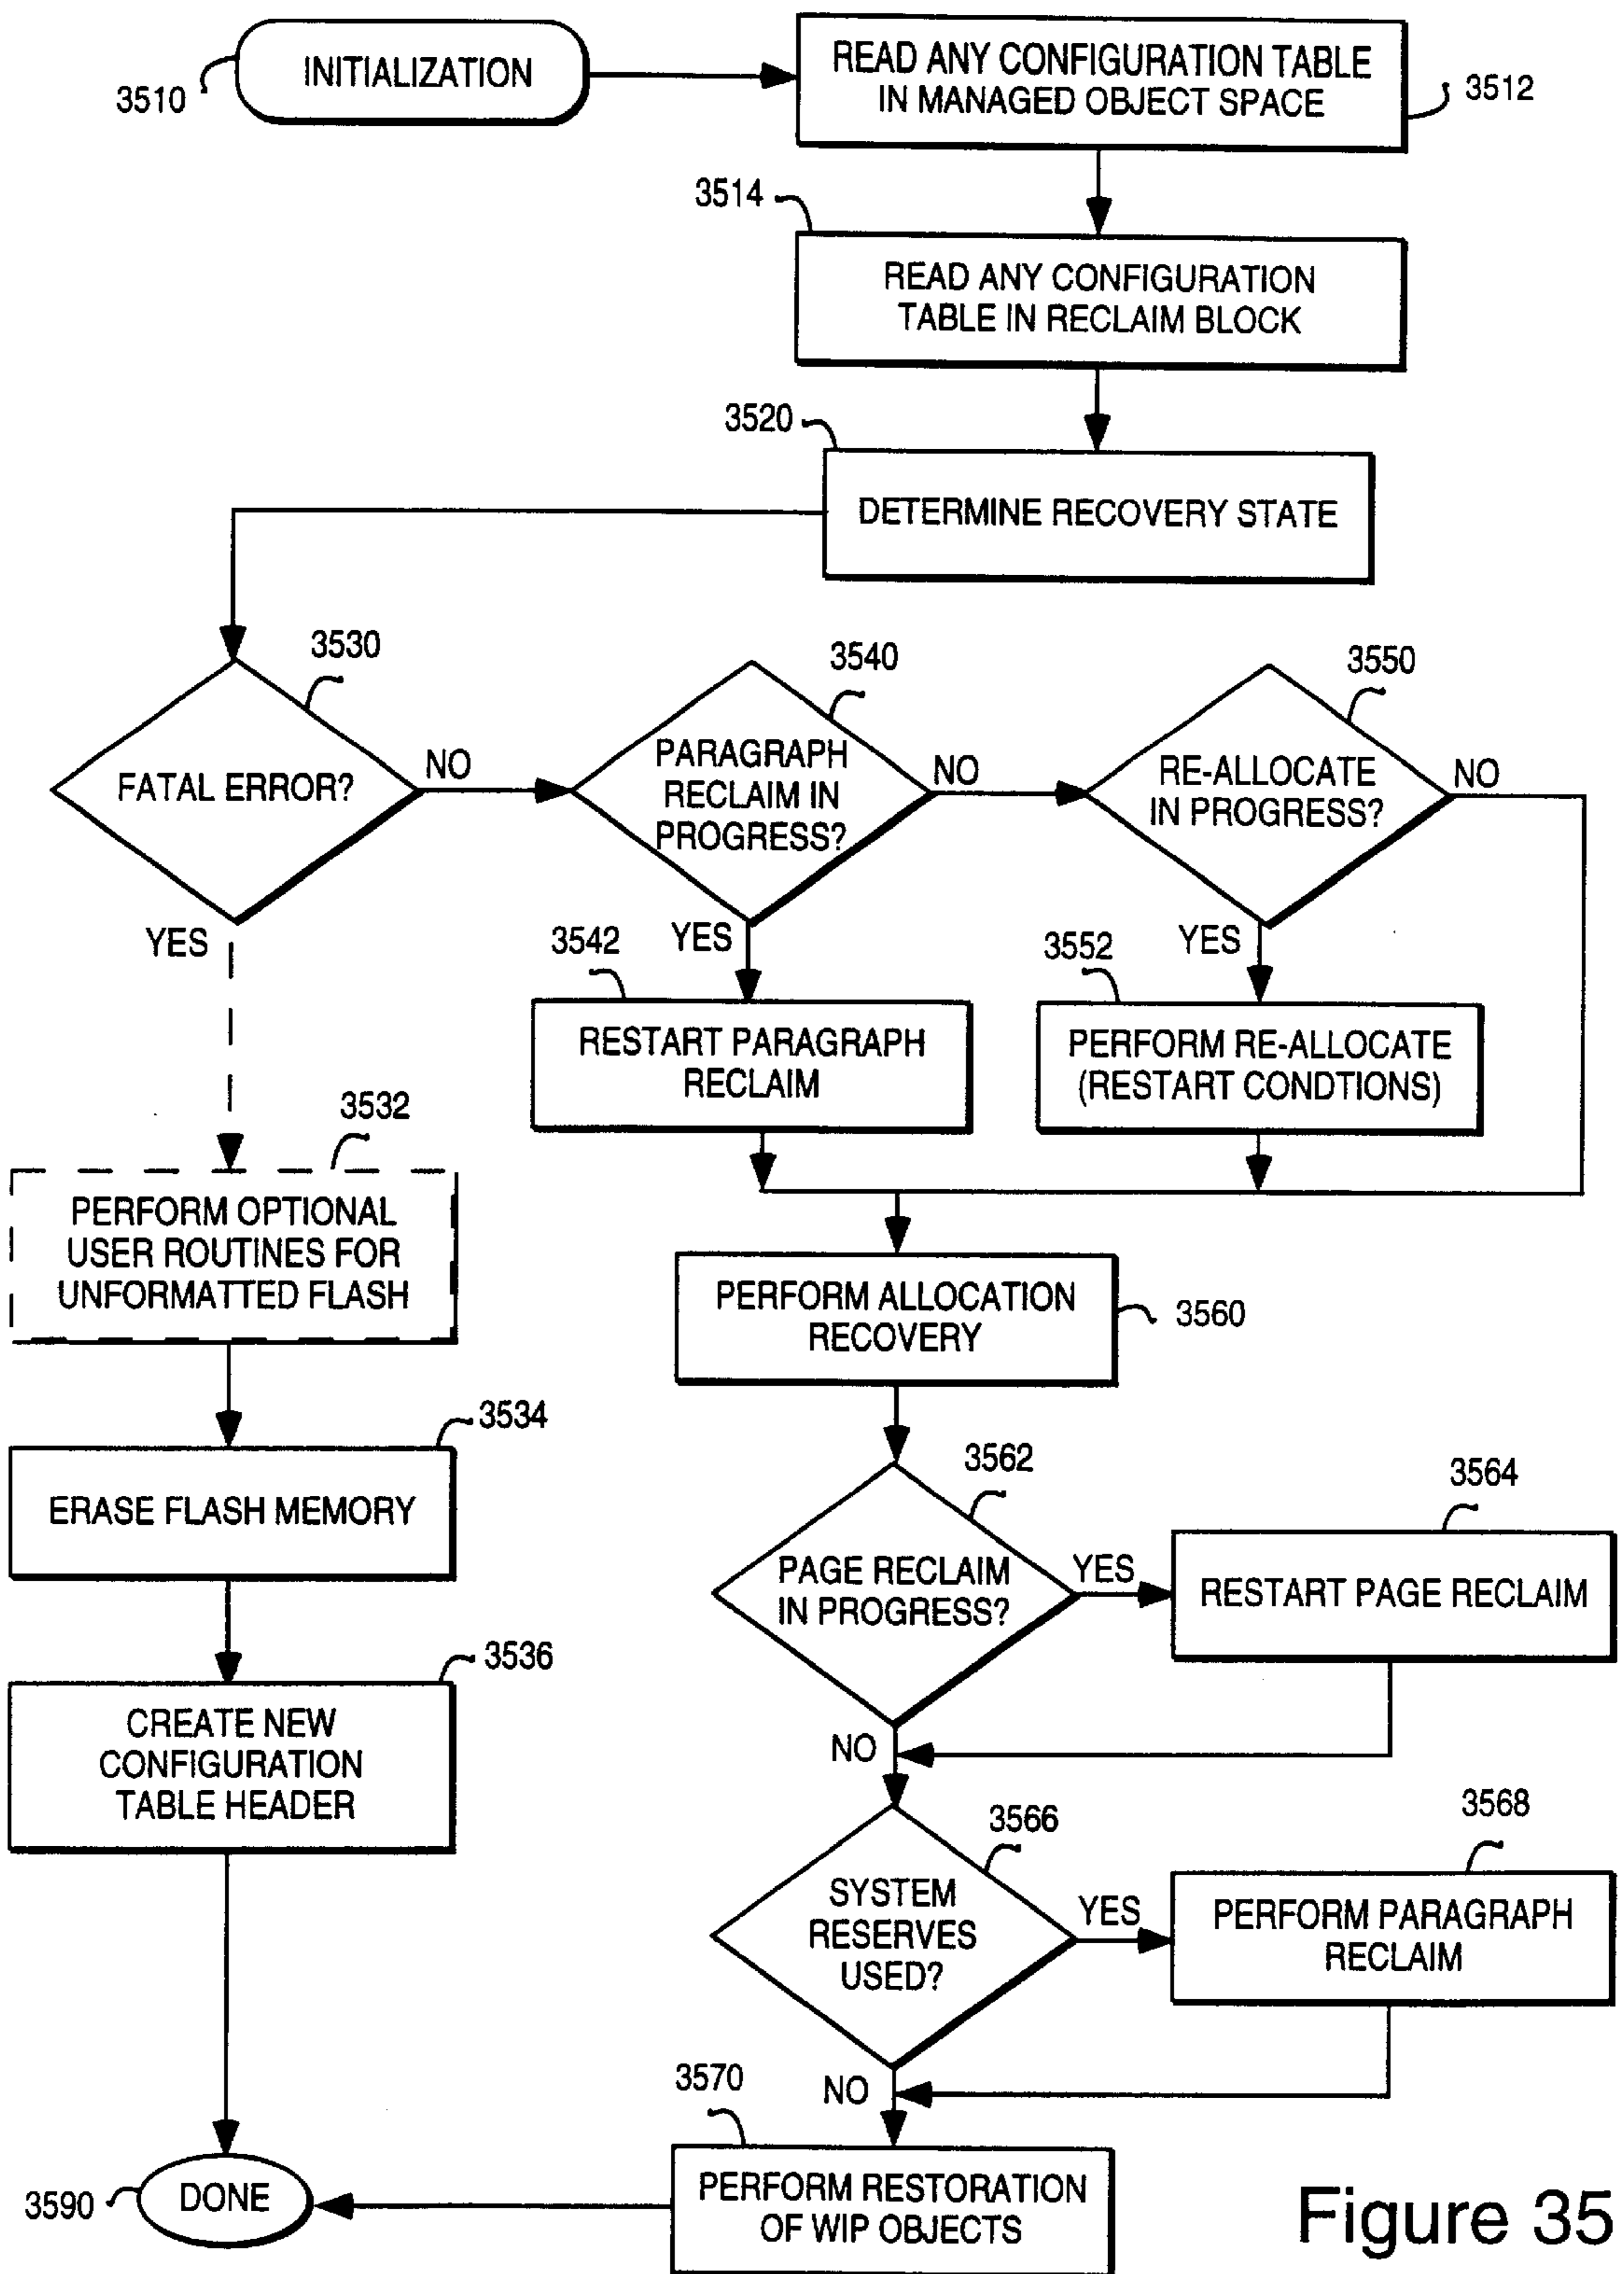 INITIALIZATION
3510
READ ANY CONFIGURATION TABLE
IN MANAGED OBJECT SPACE
3512
3514
READ ANY CONFIGURATION
TABLE IN RECLAIM BLOCK
3520
DETERMINE RECOVERY STATE
3530
FATAL ERROR?
NO
YES
3540
PARAGRAPH
RECLAIM IN
PROGRESS?
NO
YES
3550
RE-ALLOCATE
IN PROGRESS?
NO
YES
3542
RESTART PARAGRAPH
RECLAIM
3552
PERFORM RE-ALLOCATE
(RESTART CONDTIONS)
3532
PERFORM OPTIONAL
USER ROUTINES FOR
UNFORMATTED FLASH
3534
ERASE FLASH MEMORY
3536
CREATE NEW
CONFIGURATION
TABLE HEADER
PERFORM ALLOCATION
RECOVERY
3560
3562
PAGE RECLAIM
IN PROGRESS?
YES
NO
3564
RESTART PAGE RECLAIM
3566
SYSTEM
RESERVES
USED?
YES
NO
3568
PERFORM PARAGRAPH
RECLAIM
3570
PERFORM RESTORATION
OF WIP OBJECTS
3590
DONE
Figure 35